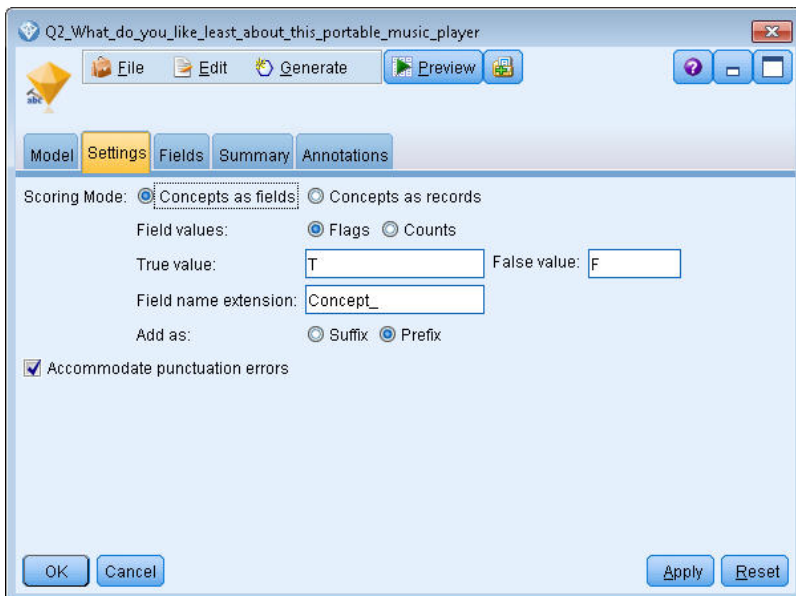 Q2_What_do_you_like_least_about_this_portable_music_player
File Edit Generate Preview
abc
Model Settings Fields Summary Annotations
Scoring Mode: Concepts as fields Concepts as records
Field values: Flags Counts
True value: T False value: F
Field name extension: Concept_
Add as: Suffix Prefix
Accommodate punctuation errors
OK Cancel Apply Reset